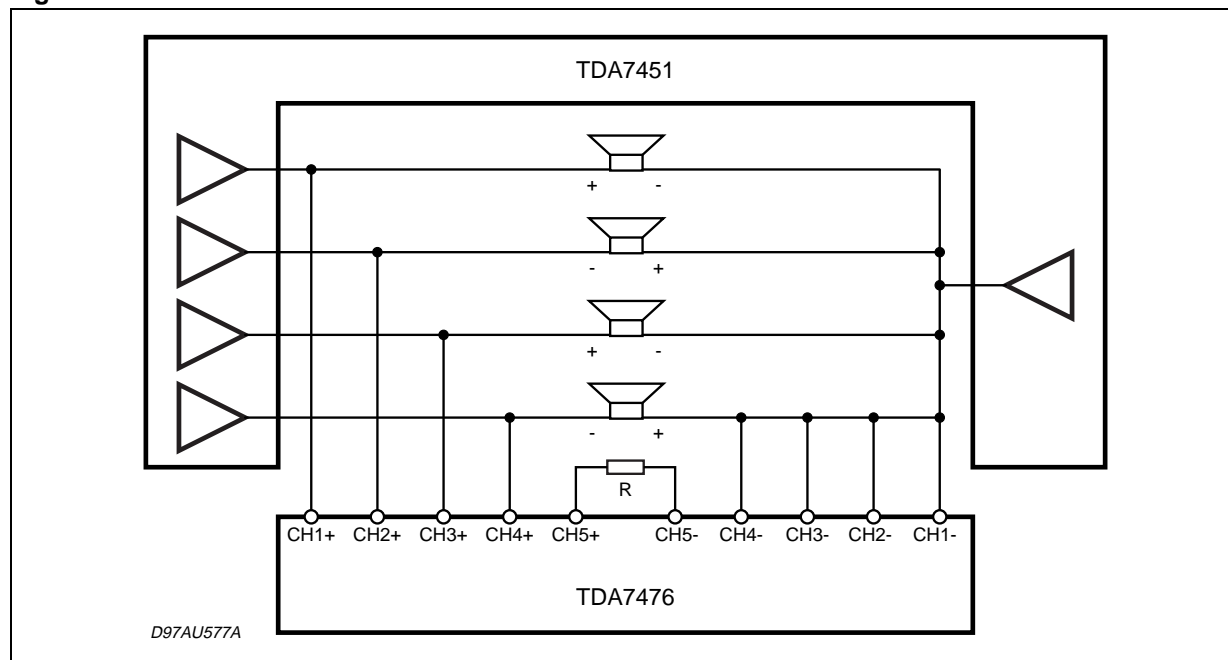 TDA7451
+ -
- +
+ -
- +
R
CH1+ CH2+ CH3+ CH4+ CH5+ CH5- CH4- CH3- CH2- CH1-
TDA7476
D97AU577A